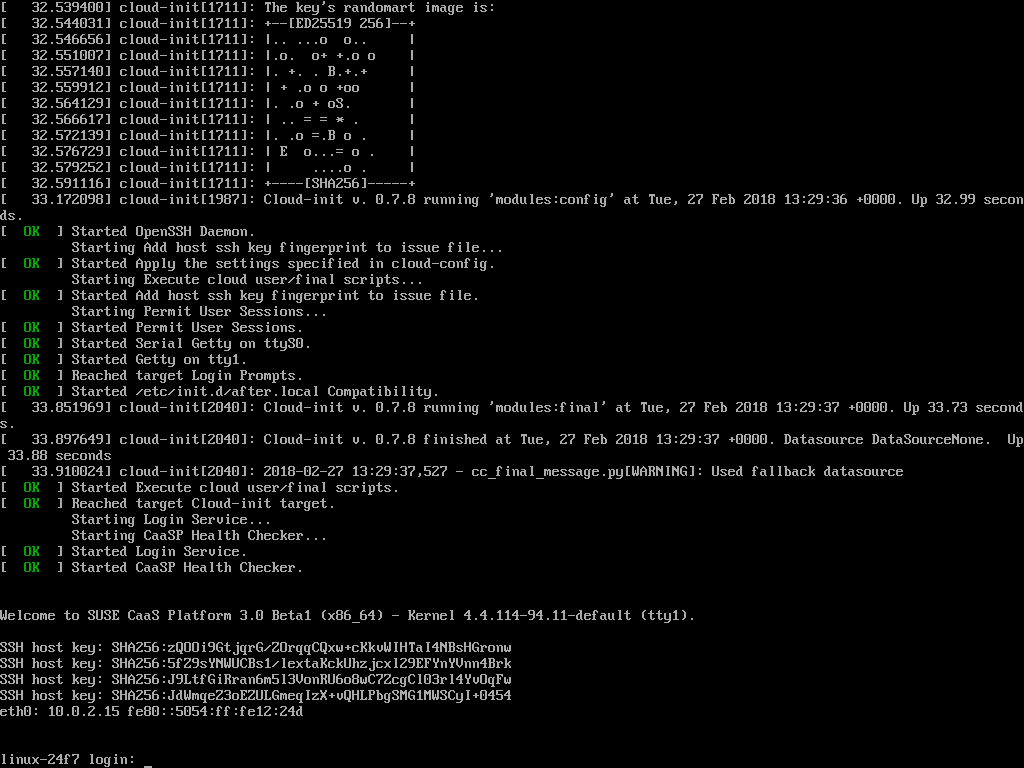 [   32.539400] cloud-init[1711]: The key's randomart image is:
[   32.544031] cloud-init[1711]: +--[ED25519 256]--+
[   32.546656] cloud-init[1711]: |.. ...o  o..     |
[   32.551007] cloud-init[1711]: |.o.  o+ +.o o    |
[   32.557140] cloud-init[1711]: |. +. . B.+.+     |
[   32.559912] cloud-init[1711]: | + .o o +oo      |
[   32.564129] cloud-init[1711]: |. .o + oS.       |
[   32.566617] cloud-init[1711]: | .. = = * .      |
[   32.572139] cloud-init[1711]: |. .o =.B o .     |
[   32.576729] cloud-init[1711]: | E  o...= o .    |
[   32.579252] cloud-init[1711]: |     ....o .     |
[   32.591116] cloud-init[1711]: +----[SHA256]-----+
[   33.172098] cloud-init[1987]: Cloud-init v. 0.7.8 running 'modules:config' at Tue, 27 Feb 2018 13:29:36 +0000. Up 32.99 secon
ds.
[  OK  ] Started OpenSSH Daemon.
         Starting Add host ssh key fingerprint to issue file...
[  OK  ] Started Apply the settings specified in cloud-config.
         Starting Execute cloud user/final scripts...
[  OK  ] Started Add host ssh key fingerprint to issue file.
         Starting Permit User Sessions...
[  OK  ] Started Permit User Sessions.
[  OK  ] Started Serial Getty on ttyS0.
[  OK  ] Started Getty on tty1.
[  OK  ] Reached target Login Prompts.
[  OK  ] Started /etc/init.d/after.local Compatibility.
[   33.851969] cloud-init[2040]: Cloud-init v. 0.7.8 running 'modules:final' at Tue, 27 Feb 2018 13:29:37 +0000. Up 33.73 second
s.
[   33.897649] cloud-init[2040]: Cloud-init v. 0.7.8 finished at Tue, 27 Feb 2018 13:29:37 +0000. Datasource DataSourceNone.  Up
 33.88 seconds
[   33.910024] cloud-init[2040]: 2018-02-27 13:29:37,527 - cc_final_message.py[WARNING]: Used fallback datasource
[  OK  ] Started Execute cloud user/final scripts.
[  OK  ] Reached target Cloud-init target.
         Starting Login Service...
         Starting CaaSP Health Checker...
[  OK  ] Started Login Service.
[  OK  ] Started CaaSP Health Checker.
Welcome to SUSE CaaS Platform 3.0 Beta1 (x86_64) - Kernel 4.4.114-94.11-default (tty1).
SSH host key: SHA256:zQOOi9GtjqrG/ZOrqqCQxw+cKkvWIHTaI4NBsHGronw
SSH host key: SHA256:5fZ9sYNWUCBs1/lextaXckUhzjcxl29EFYnYVnn4Brk
SSH host key: SHA256:J9LtfGiRran6m5l3VonRU6o8wC7ZcgCl03rl4YvOqFw
SSH host key: SHA256:JdWmqeZ3oEZULGmeqIzX+vQHLPbgSMG1MWSCyI+0454
eth0: 10.0.2.15 fe80::5054:ff:fe12:24d
linux-24f7 login: _